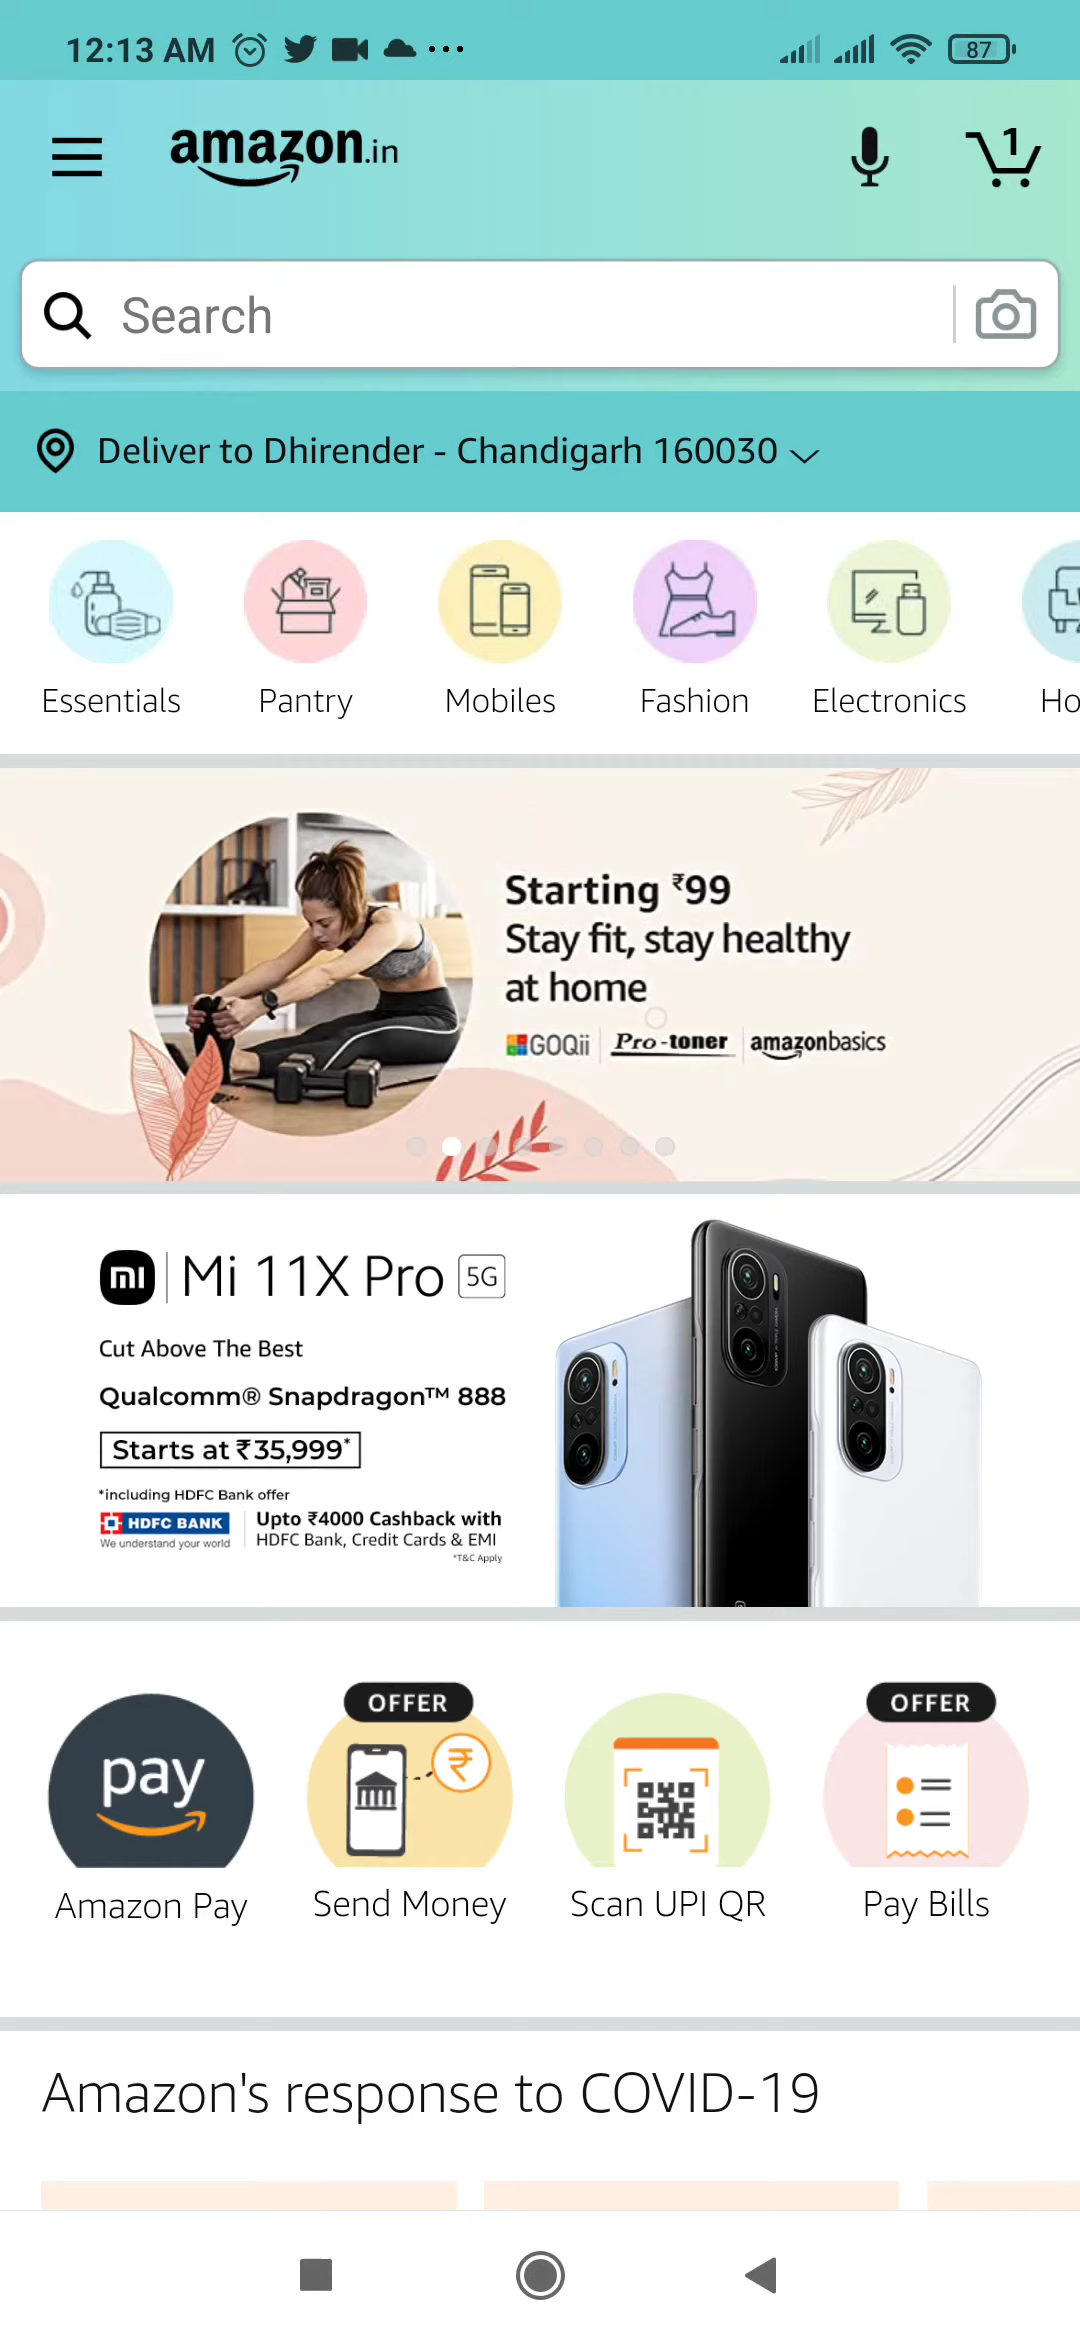 12:13 AM
87
amazon.in
1
Search
Deliver to Dhirender - Chandigarh 160030
Essentials
Pantry
Mobiles
Fashion
Electronics
Ho
Starting ₹99
Stay fit, stay healthy
at home
GOQii
Pro-toner
amazonbasics
mi
Mi 11X Pro 5G
Cut Above The Best
Qualcomm® Snapdragon™ 888
Starts at ₹35,999*
*including HDFC Bank offer
HDFC BANK
We understand your world
Upto ₹4000 Cashback with
HDFC Bank, Credit Cards & EMI
*T&C Apply
OFFER
OFFER
pay
Amazon Pay
Send Money
Scan UPI QR
Pay Bills
Amazon's response to COVID-19